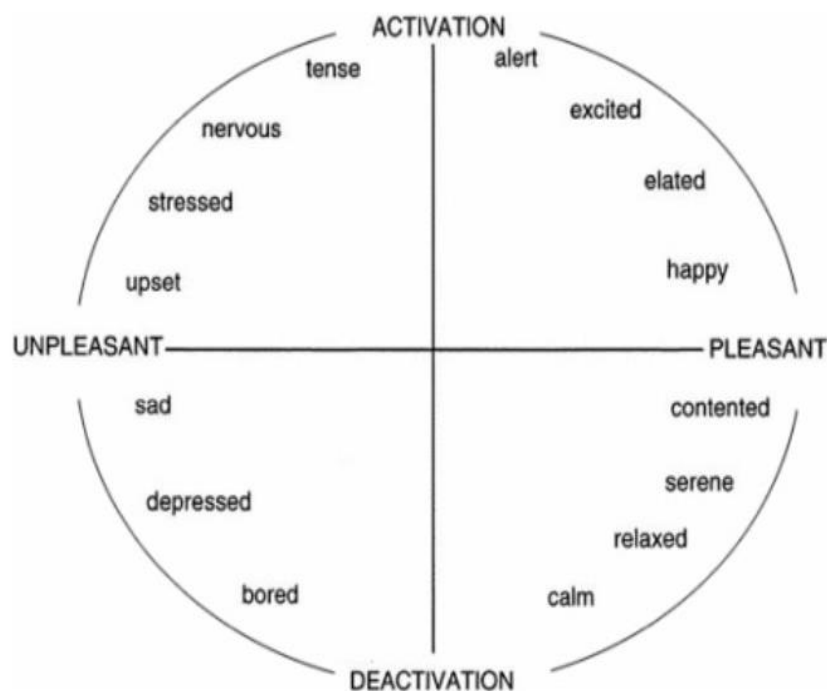 ACTIVATION
tense
alert
nervous
excited
stressed
elated
upset
happy
UNPLEASANT
PLEASANT
sad
contented
depressed
serene
relaxed
bored
calm
DEACTIVATION